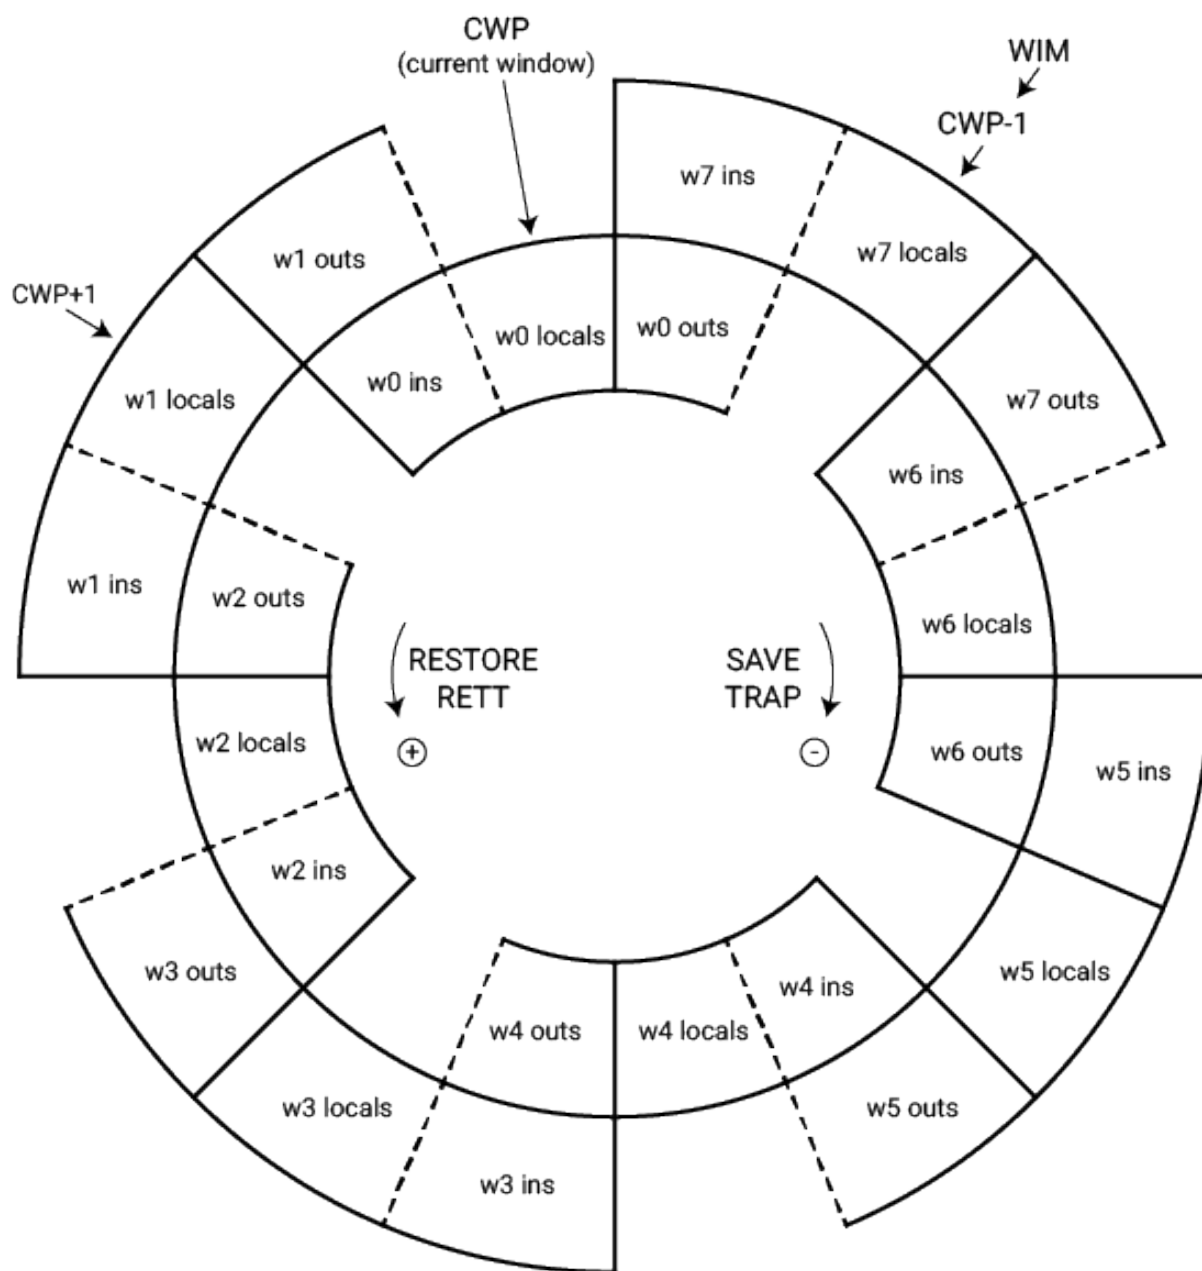 CWP
(current window)
WIM
CWP-1
w7 ins
w7 locals
w1 outs
CWP+1
w0 locals
w0 outs
w0 ins
w1 locals
w7 outs
w6 ins
w1 ins
w2 outs
w6 locals
RESTORE
RETT
+
SAVE
TRAP
-
w2 locals
w6 outs
w5 ins
w2 ins
w3 outs
w4 ins
w5 locals
w4 outs
w4 locals
w3 locals
w5 outs
w3 ins